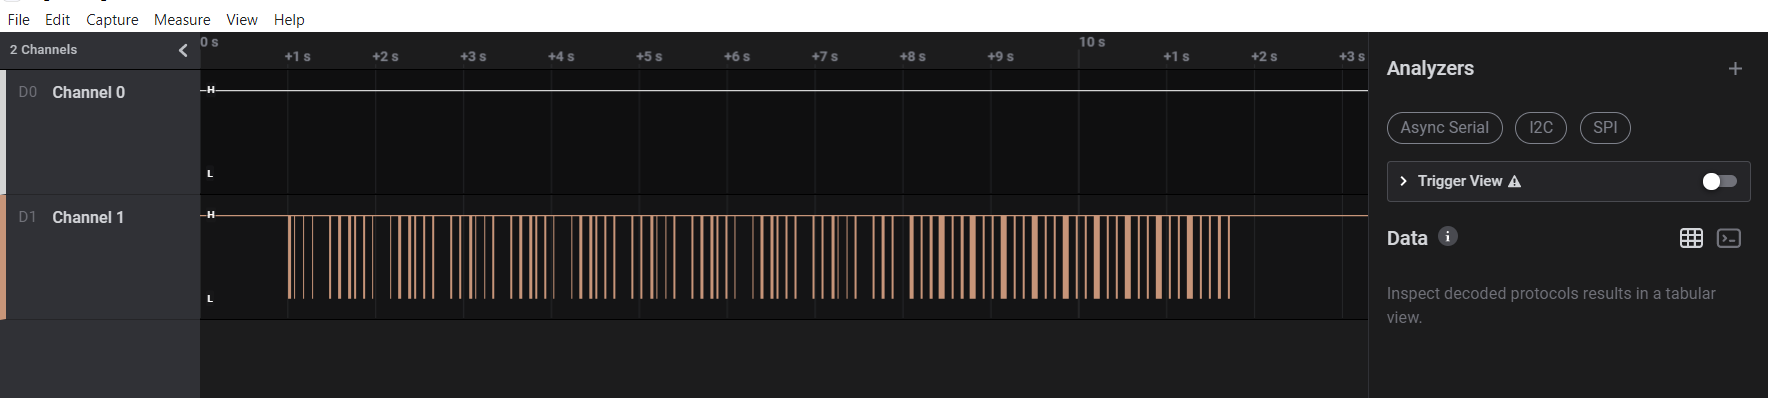 File Edit Capture Measure View Help
2 Channels
0 s
10 s
+1 s +2 s +3 s +4 s +5 s +6 s +7 s +8 s +9 s +1 s +2 s +3 s
D0 Channel 0
H
L
D1 Channel 1
H
L
Analyzers
Async Serial I2C SPI
Trigger View
Data
Inspect decoded protocols results in a tabular
view.